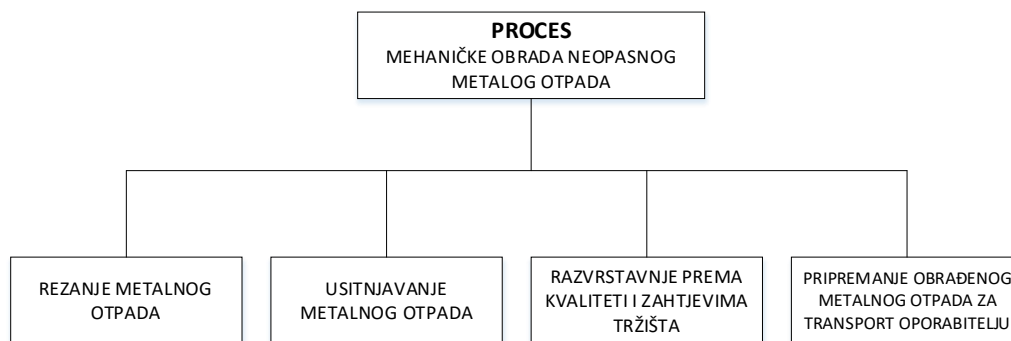 PROCES
MEHANIČKE OBRADA NEOPASNOG
METALOG OTPADA
REZANJE METALNOG
OTPADA
USITNJAVANJE
METALNOG OTPADA
RAZVRSTAVNJE PREMA
KVALITETI I ZAHTJEVIMA
TRŽIŠTA
PRIPREMANJE OBRAĐENOG
METALNOG OTPADA ZA
TRANSPORT OPORABITELJU